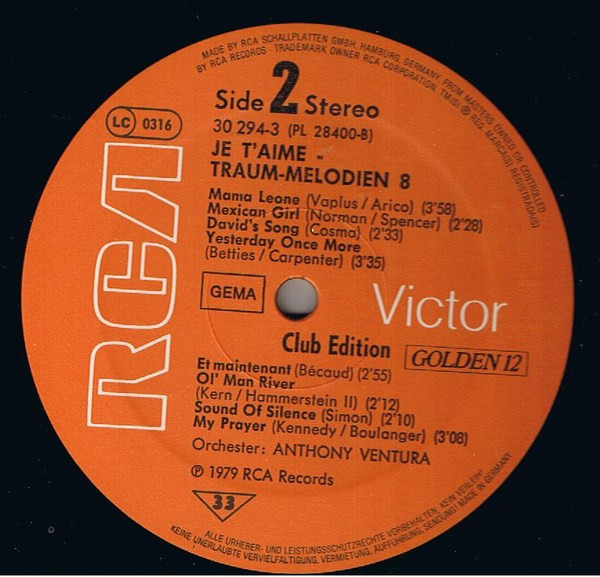 MADE BY RCA SCHALLPLATTEN GMBH, HAMBURG, GERMANY, FROM MASTERS OWNED OR CONTROLLED
BY RCA RECORDS · TRADEMARK OWNER RCA CORPORATION, TM(S) ® REG. MARCA(S) REGISTRADA(S)
Side 2 Stereo
LC 0316
30 294-3 (PL 28400-B)
JE T'AIME -
TRAUM-MELODIEN 8
Mama Leone (Vaplus / Arico) (3'58)
Mexican Girl (Norman / Spencer) (2'28)
David's Song (Cosma) (2'33)
Yesterday Once More
(Betties / Carpenter) (3'35)
RCA
GEMA
Victor
Club Edition
GOLDEN 12
Et maintenant (Bécaud) (2'55)
Ol' Man River
(Kern / Hammerstein II) (2'12)
Sound Of Silence (Simon) (2'10)
My Prayer (Kennedy / Boulanger) (3'08)
Orchester: ANTHONY VENTURA
℗ 1979 RCA Records
33
ALLE URHEBER- UND LEISTUNGSSCHUTZRECHTE VORBEHALTEN. KEIN VERLEIH!
KEINE UNERLAUBTE VERVIELFÄLTIGUNG, VERMIETUNG, AUFFÜHRUNG, SENDUNG! MADE IN GERMANY